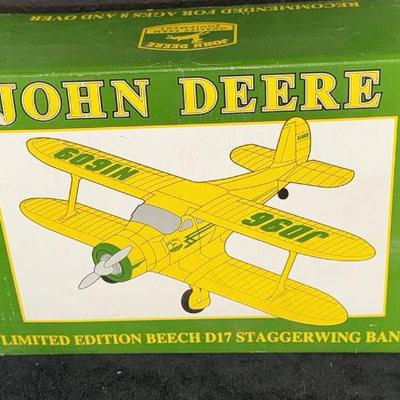 RECOMMENDED FOR AGES 8 AND OVER
JOHN DEERE
JOHN DEERE
N1609
JD96
LIMITED EDITION BEECH D17 STAGGERWING BAN